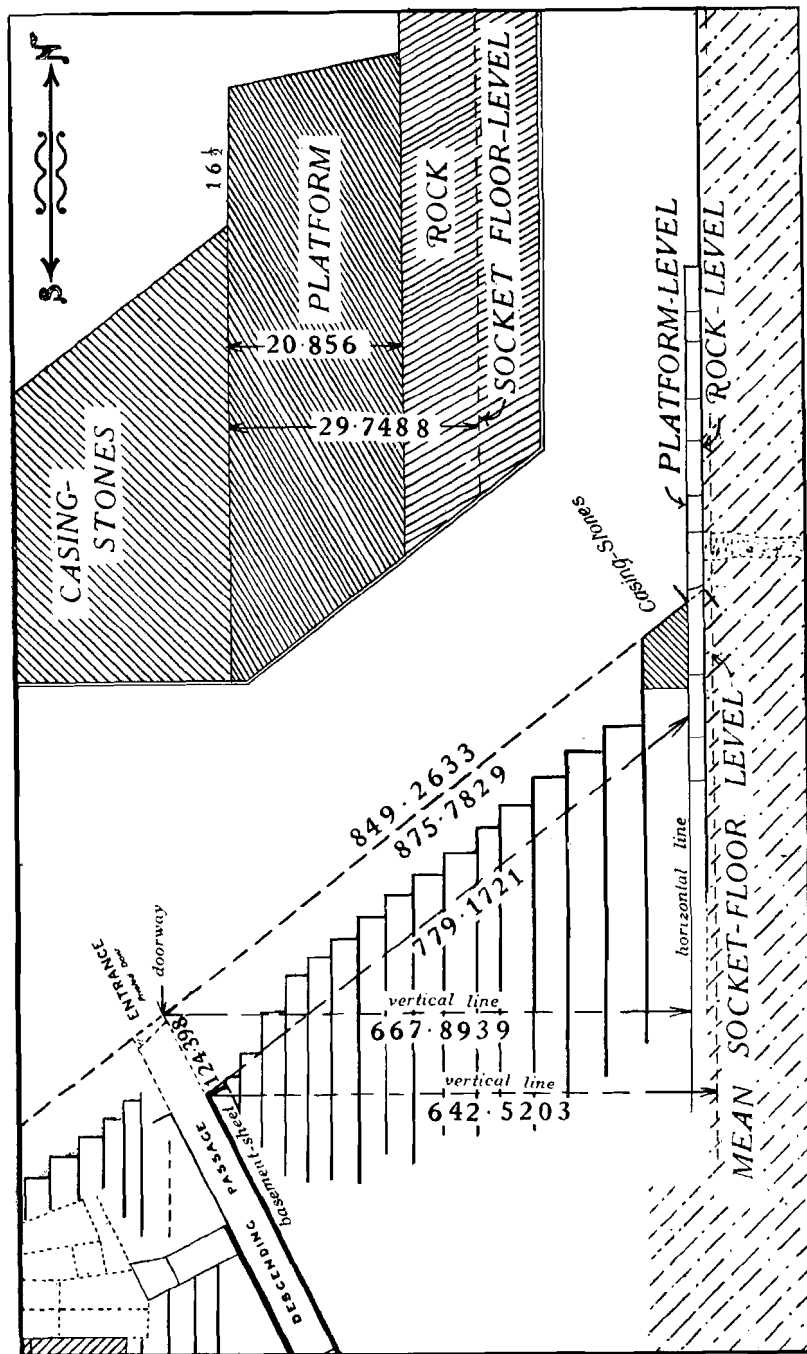 S N
CASING-
STONES
16 1/2
PLATFORM
20·856
29·7488
ROCK
SOCKET FLOOR-LEVEL
ENTRANCE
doorway
124·398
DESCENDING PASSAGE
basement-sheet
849·2633
875·7829
779·1721
Casing-Stones
vertical line
667·8939
vertical line
642·5203
horizontal line
PLATFORM-LEVEL
ROCK-LEVEL
MEAN SOCKET-FLOOR LEVEL